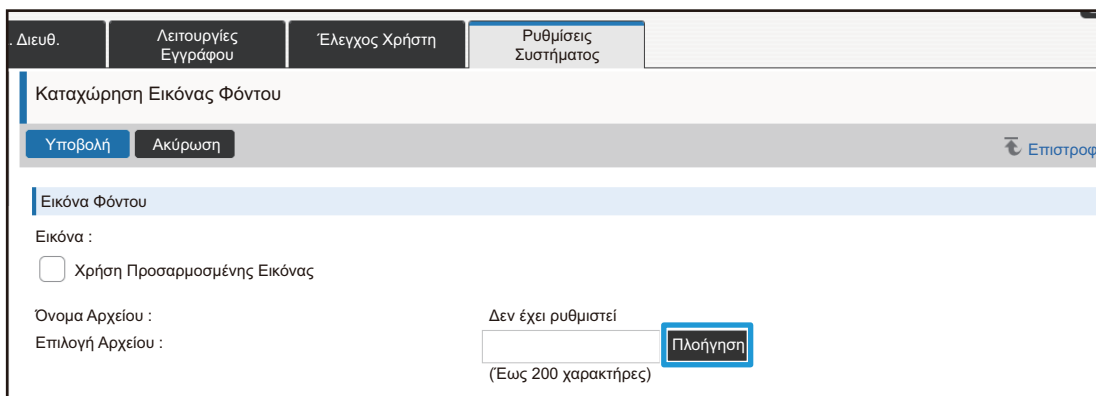 . Διευθ.
Λειτουργίες
Εγγράφου
Έλεγχος Χρήστη
Ρυθμίσεις
Συστήματος
Καταχώρηση Εικόνας Φόντου
Υποβολή Ακύρωση Επιστροφ
Εικόνα Φόντου
Εικόνα :
Χρήση Προσαρμοσμένης Εικόνας
Όνομα Αρχείου : Δεν έχει ρυθμιστεί
Επιλογή Αρχείου : Πλοήγηση
(Έως 200 χαρακτήρες)